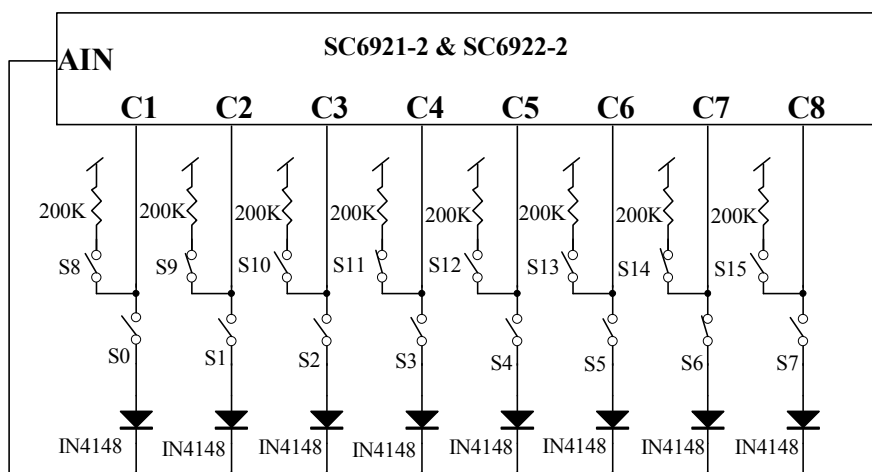 SC6921-2 & SC6922-2
AIN
C1 C2 C3 C4 C5 C6 C7 C8
200K 200K 200K 200K 200K 200K 200K 200K
S8 S9 S10 S11 S12 S13 S14 S15
S0 S1 S2 S3 S4 S5 S6 S7
IN4148 IN4148 IN4148 IN4148 IN4148 IN4148 IN4148 IN4148